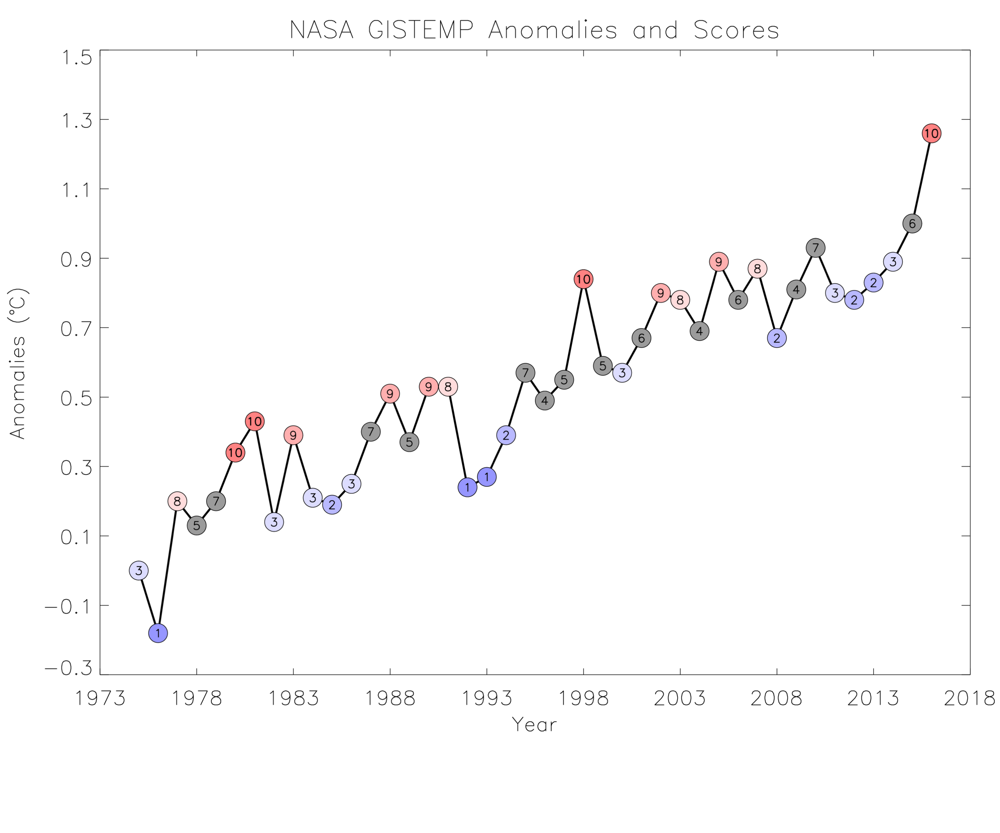 NASA GISTEMP Anomalies and Scores
1.5
1.3
1.1
0.9
0.7
0.5
0.3
0.1
−0.1
−0.3
Anomalies (°C)
3 1 8 5 7 10 10 3 9 3 2 3 7 9 5 9 8 1 1 2 7 4 5 10 5 3 6 9 8 4 9 6 8 2 4 7 3 2 2 3 6 10
1973 1978 1983 1988 1993 1998 2003 2008 2013 2018
Year